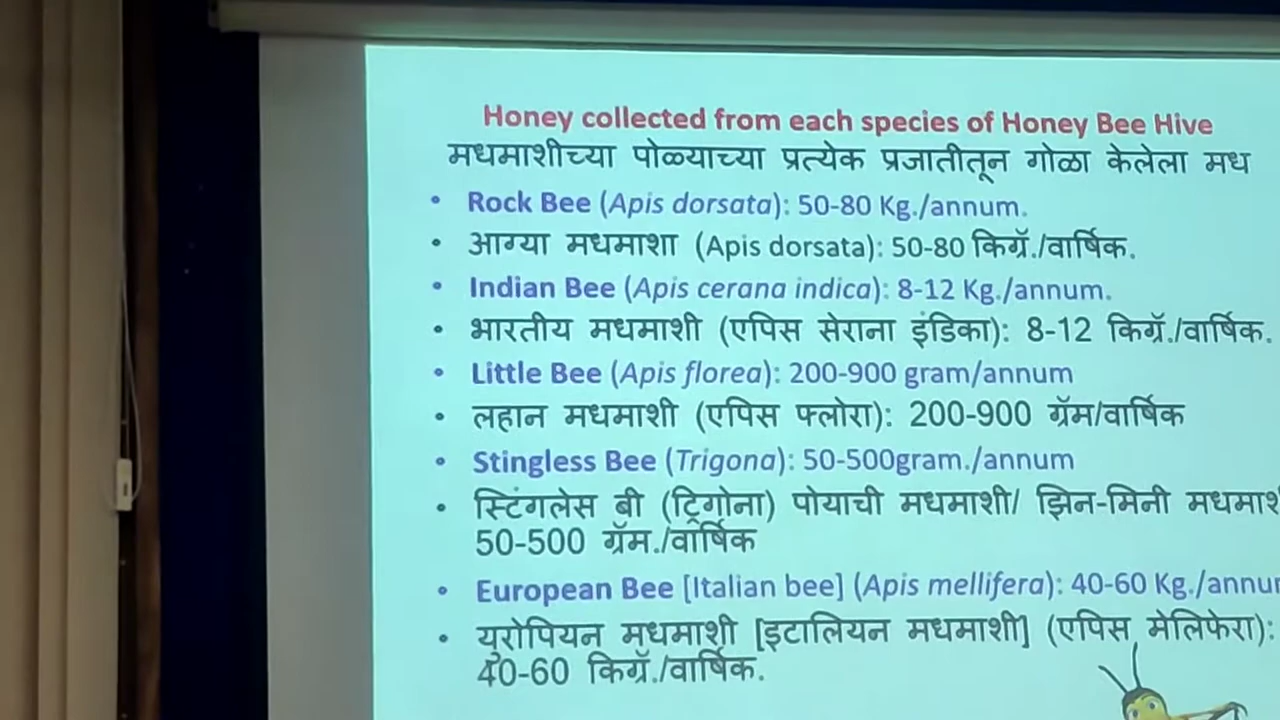 Honey collected from each species of Honey Bee Hive
मधमाशीच्या पोळ्याच्या प्रत्येक प्रजातीतून गोळा केलेला मध
• Rock Bee (Apis dorsata): 50-80 Kg./annum.
• आग्या मधमाशा (Apis dorsata): 50-80 किग्रॅ./वार्षिक.
• Indian Bee (Apis cerana indica): 8-12 Kg./annum.
• भारतीय मधमाशी (एपिस सेराना इंडिका): 8-12 किग्रॅ./वार्षिक.
• Little Bee (Apis florea): 200-900 gram/annum
• लहान मधमाशी (एपिस फ्लोरा): 200-900 ग्रॅम/वार्षिक
• Stingless Bee (Trigona): 50-500gram./annum
• स्टिंगलेस बी (ट्रिगोना) पोयाची मधमाशी/ झिन-मिनी
50-500 ग्रॅम./वार्षिक
• European Bee [Italian bee] (Apis mellifera): 40-60
• युरोपियन मधमाशी [इटालियन मधमाशी] (एपिस मेलिफेरा):
40-60 किग्रॅ./वार्षिक.